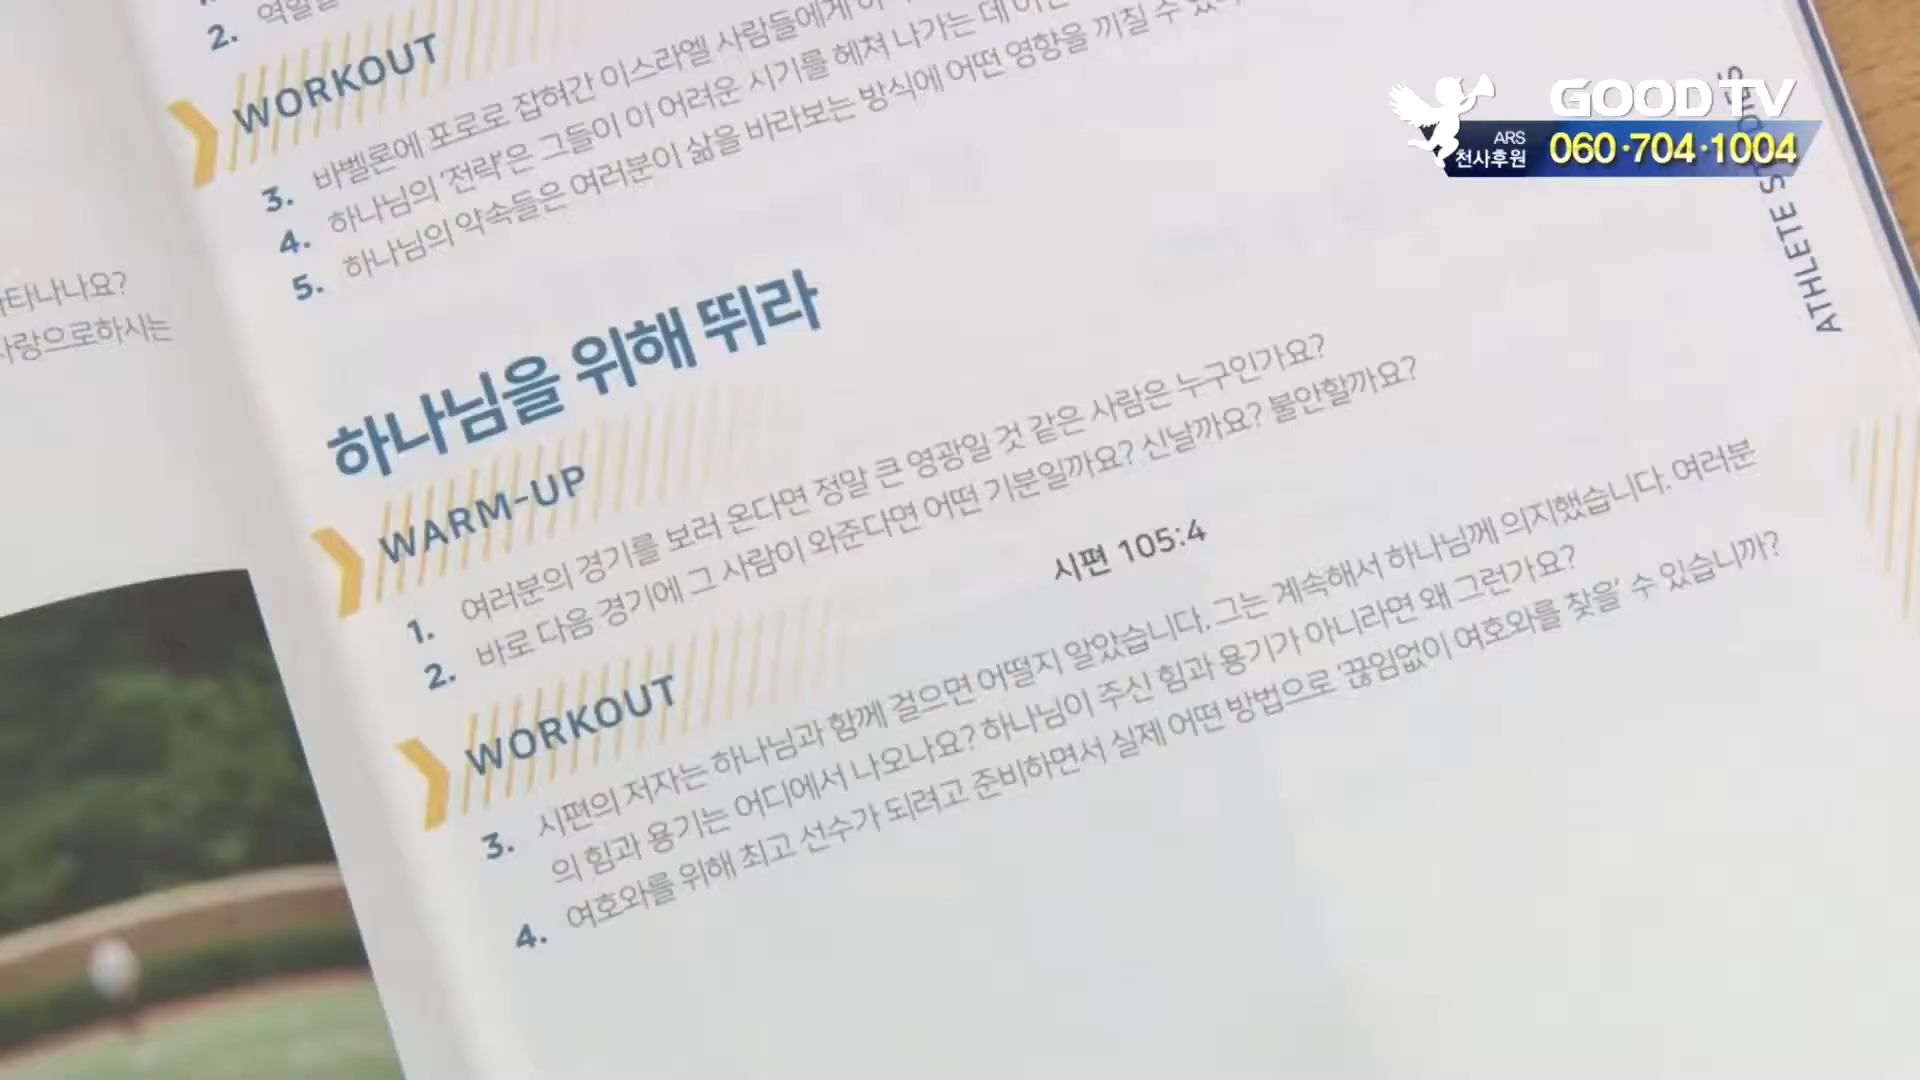 2.
WORKOUT
3. 바벨론에 포로로 잡혀간 이스라엘 사람들에게
4. 하나님의 '전략'은 그들이 이 어려운 시기를 헤쳐 나가는 데
5. 하나님의 약속들은 여러분이 삶을 바라보는 방식에 어떤 영향을 끼칠 수
타나나요?
사랑으로하시는
하나님을 위해 뛰라
WARM-UP
1. 여러분의 경기를 보러 온다면 정말 큰 영광일 것 같은 사람은 누구인가요?
2. 바로 다음 경기에 그 사람이 와준다면 어떤 기분일까요? 신날까요? 불안할까요?
시편 105:4
WORKOUT
3. 시편의 저자는 하나님과 함께 걸으면 어떨지 알았습니다. 그는 계속해서 하나님께 의지했습니다. 여러분
의 힘과 용기는 어디에서 나오나요? 하나님이 주신 힘과 용기가 아니라면 왜 그런가요?
4. 여호와를 위해 최고 선수가 되려고 준비하면서 실제 어떤 방법으로 '끊임없이 여호와를 찾을' 수 있습니까?
ATHLETE
GOODTV
ARS
천사후원
060·704·1004